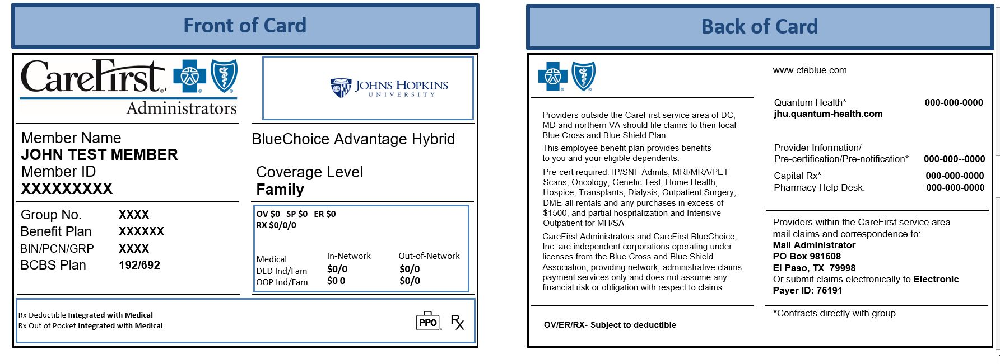 Front of Card
CareFirst
Administrators
JOHNS HOPKINS
UNIVERSITY
Member Name
JOHN TEST MEMBER
Member ID
XXXXXXXXX
BlueChoice Advantage Hybrid
Coverage Level
Family
Group No. XXXX
Benefit Plan XXXXXX
BIN/PCN/GRP XXXX
BCBS Plan 192/692
OV $0 SP $0 ER $0
RX $0/0/0
In-Network Out-of-Network
Medical
DED Ind/Fam $0/0 $0/0
OOP Ind/Fam $0 0 $0/0
Rx Deductible Integrated with Medical
Rx Out of Pocket Integrated with Medical
PPO
Rx
Back of Card
Providers outside the CareFirst service area of DC,
MD and northern VA should file claims to their local
Blue Cross and Blue Shield Plan.
This employee benefit plan provides benefits
to you and your eligible dependents.
Pre-cert required: IP/SNF Admits, MRI/MRA/PET
Scans, Oncology, Genetic Test, Home Health,
Hospice, Transplants, Dialysis, Outpatient Surgery,
DME-all rentals and any purchases in excess of
$1500, and partial hospitalization and Intensive
Outpatient for MH/SA
CareFirst Administrators and CareFirst BlueChoice,
Inc. are independent corporations operating under
licenses from the Blue Cross and Blue Shield
Association, providing network, administrative claims
payment services only and does not assume any
financial risk or obligation with respect to claims.
OV/ER/RX- Subject to deductible
www.cfablue.com
Quantum Health* 000-000-0000
jhu.quantum-health.com
Provider Information/
Pre-certification/Pre-notification* 000-000--0000
Capital Rx* 000-000-0000
Pharmacy Help Desk: 000-000-0000
Providers within the CareFirst service area
mail claims and correspondence to:
Mail Administrator
PO Box 981608
El Paso, TX 79998
Or submit claims electronically to Electronic
Payer ID: 75191
*Contracts directly with group